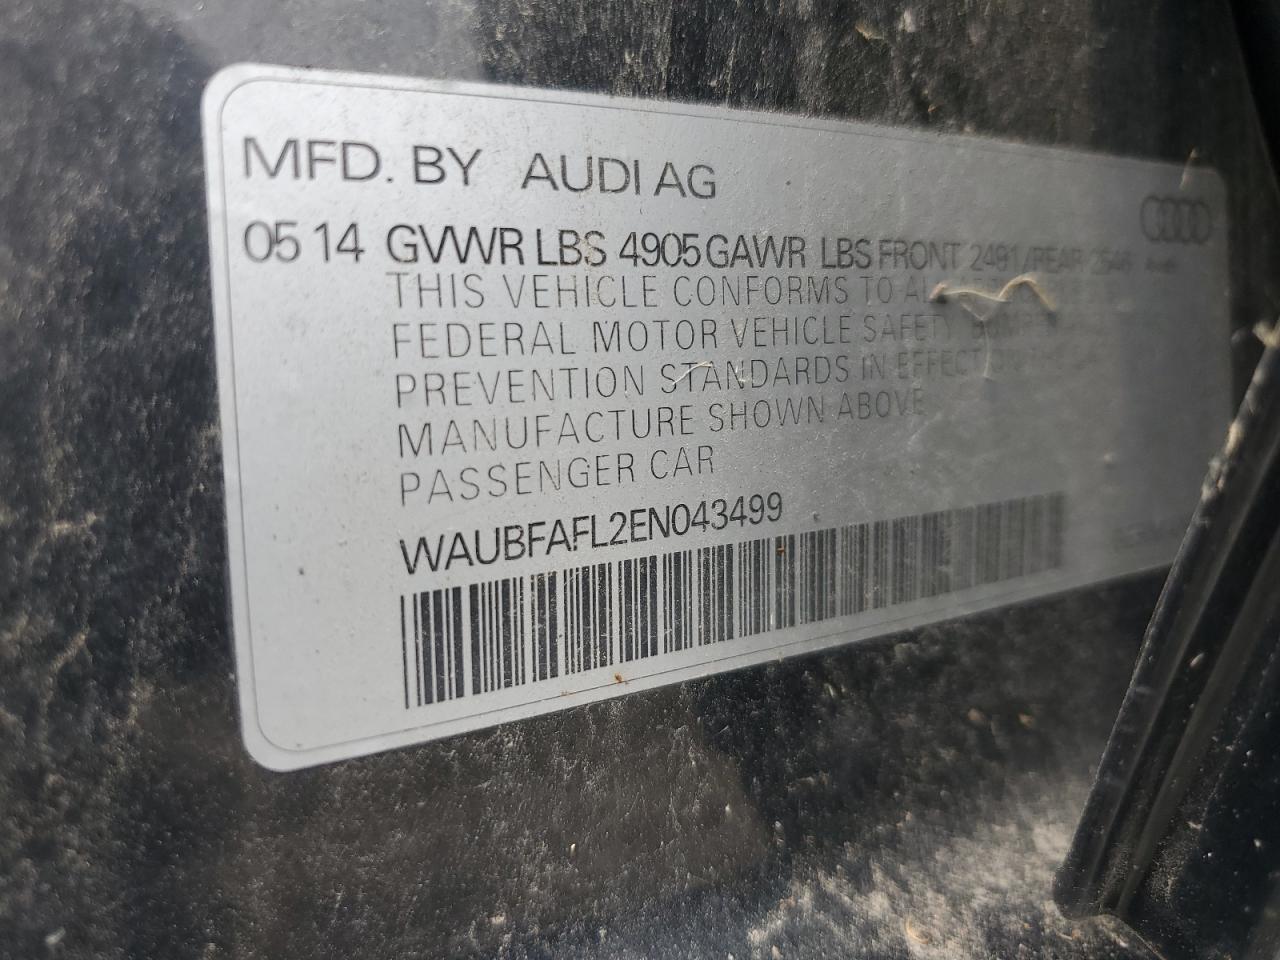 MFD. BY AUDI AG
05 14 GVWR LBS 4905 GAWR LBS FRONT 2491/REAR 2546
THIS VEHICLE CONFORMS TO
FEDERAL MOTOR VEHICLE SAFETY,
PREVENTION STANDARDS IN EFFECT
MANUFACTURE SHOWN ABOVE
PASSENGER CAR
WAUBFAFL2EN043499